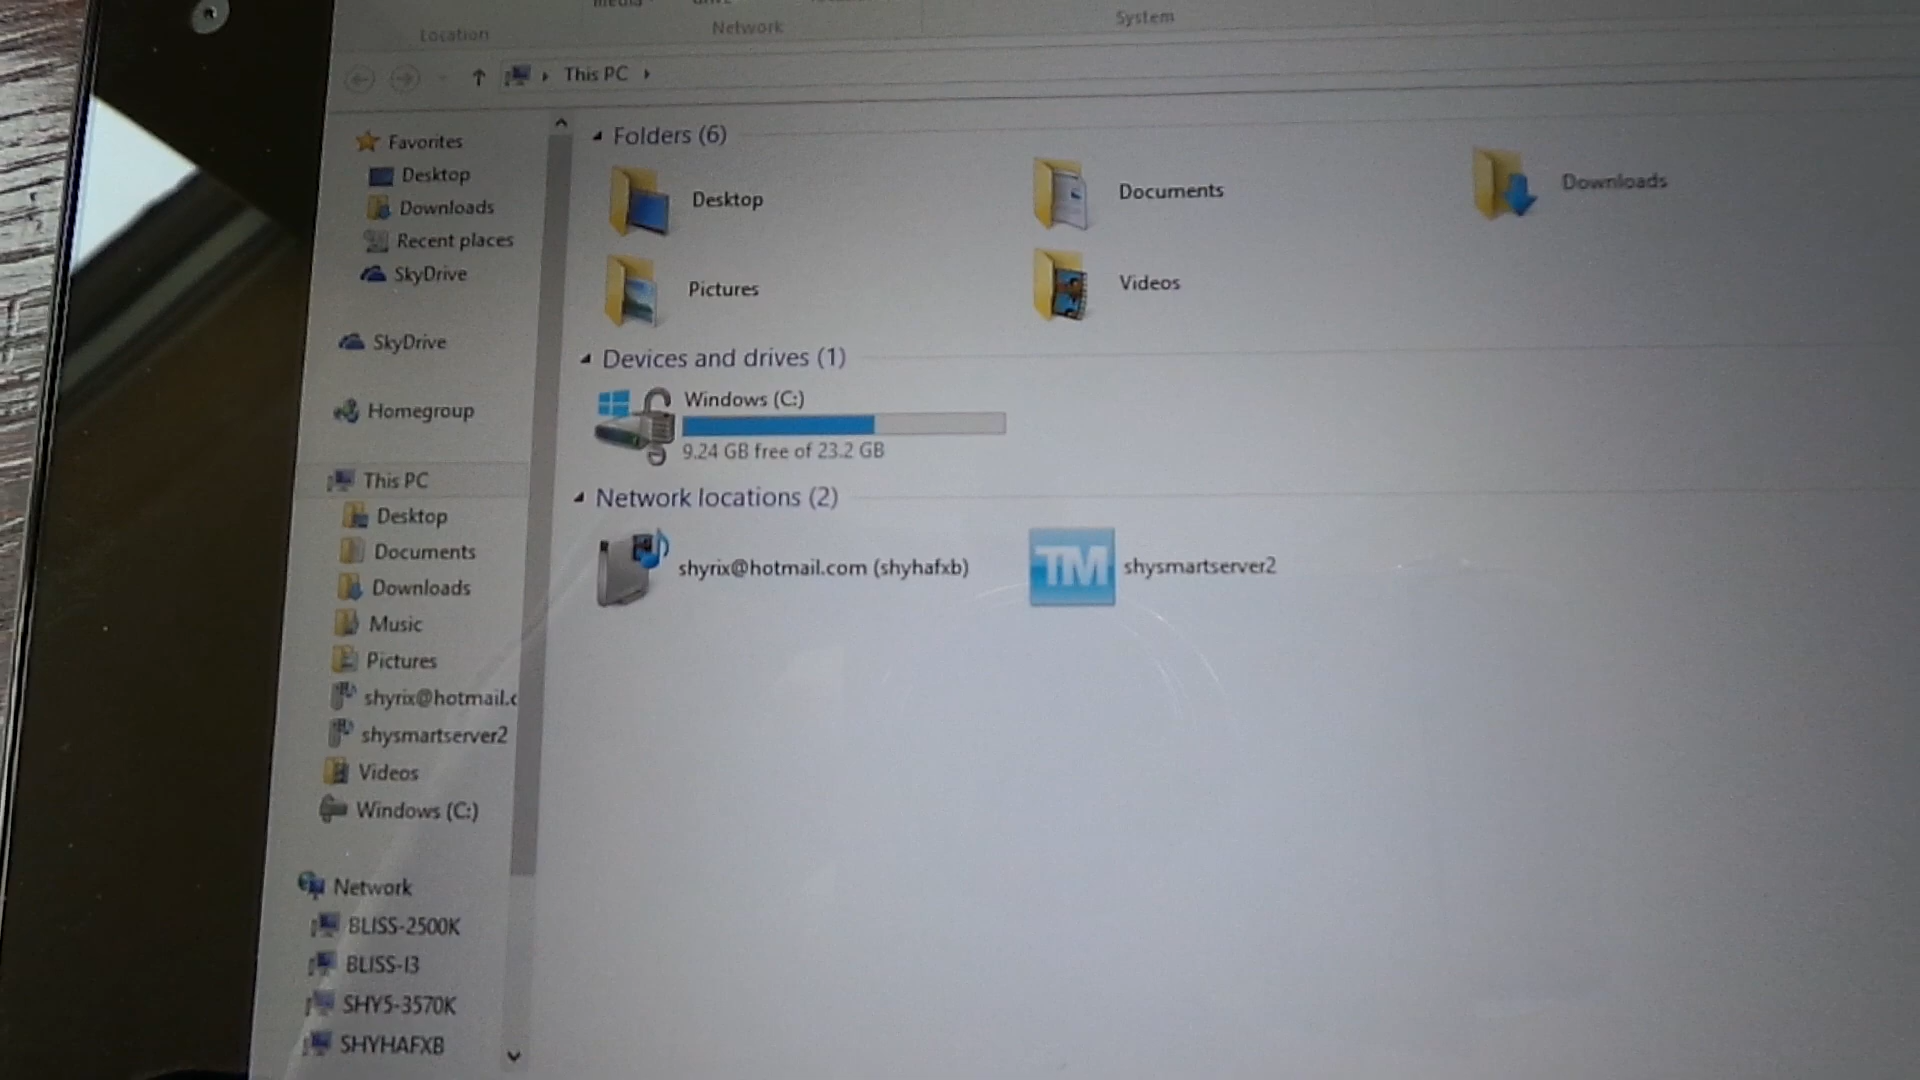 Location
Network
System
This PC
Favorites
Desktop
Downloads
Recent places
SkyDrive
SkyDrive
Homegroup
This PC
Desktop
Documents
Downloads
Music
Pictures
shyrix@hotmail.c
shysmartserver2
Videos
Windows (C:)
Network
BLISS-2500K
BLISS-I3
SHY5-3570K
SHYHAFXB
Folders (6)
Desktop
Documents
Downloads
Pictures
Videos
Devices and drives (1)
Windows (C:)
9.24 GB free of 23.2 GB
Network locations (2)
shyrix@hotmail.com (shyhafxb)
TM shysmartserver2